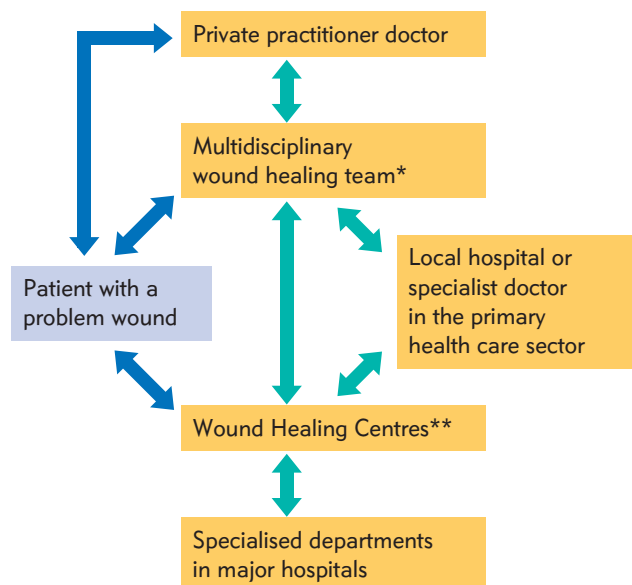 Private practitioner doctor
Multidisciplinary
wound healing team*
Patient with a
problem wound
Local hospital or
specialist doctor
in the primary
health care sector
Wound Healing Centres**
Specialised departments
in major hospitals